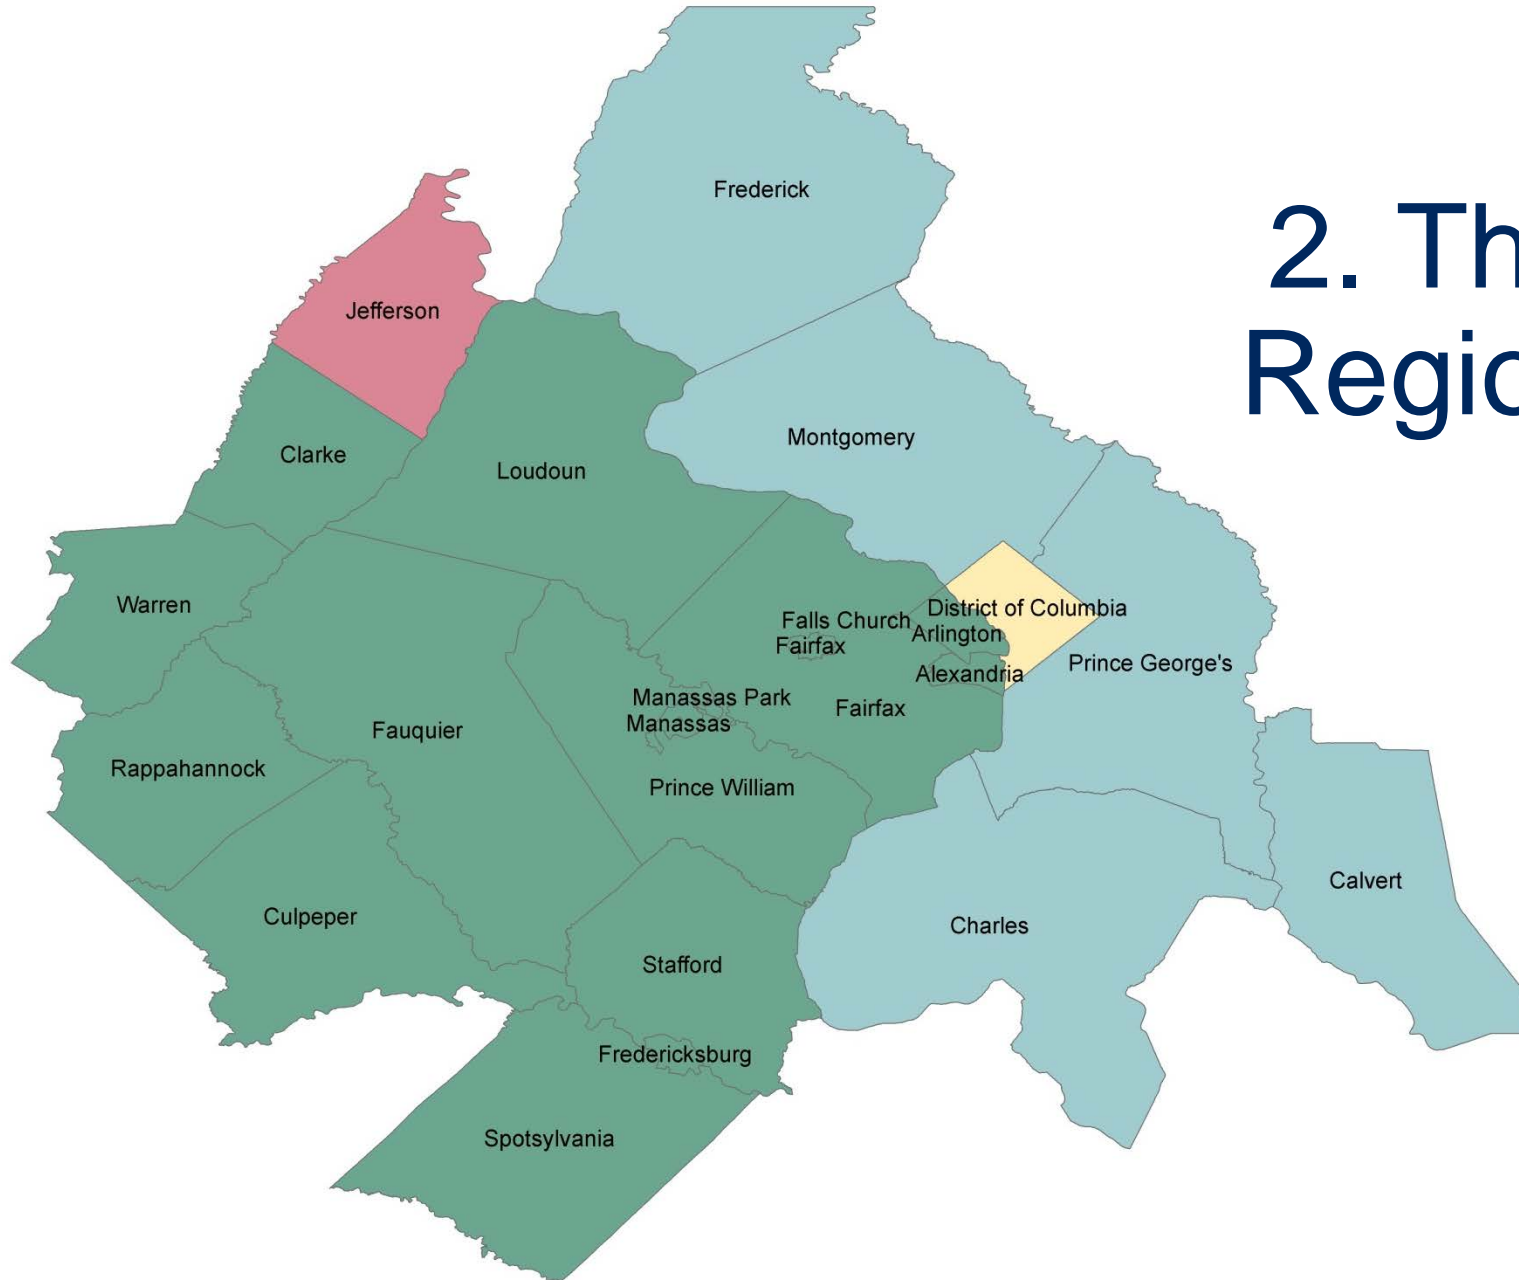 Frederick
2. Th
Regi
Jefferson
Montgomery
Clarke
Loudoun
Warren
District of Columbia
Falls Church
Arlington
Fairfax
Prince George's
Alexandria
Manassas Park
Fairfax
Manassas
Fauquier
Rappahannock
Prince William
Calvert
Culpeper
Charles
Stafford
Fredericksburg
Spotsylvania